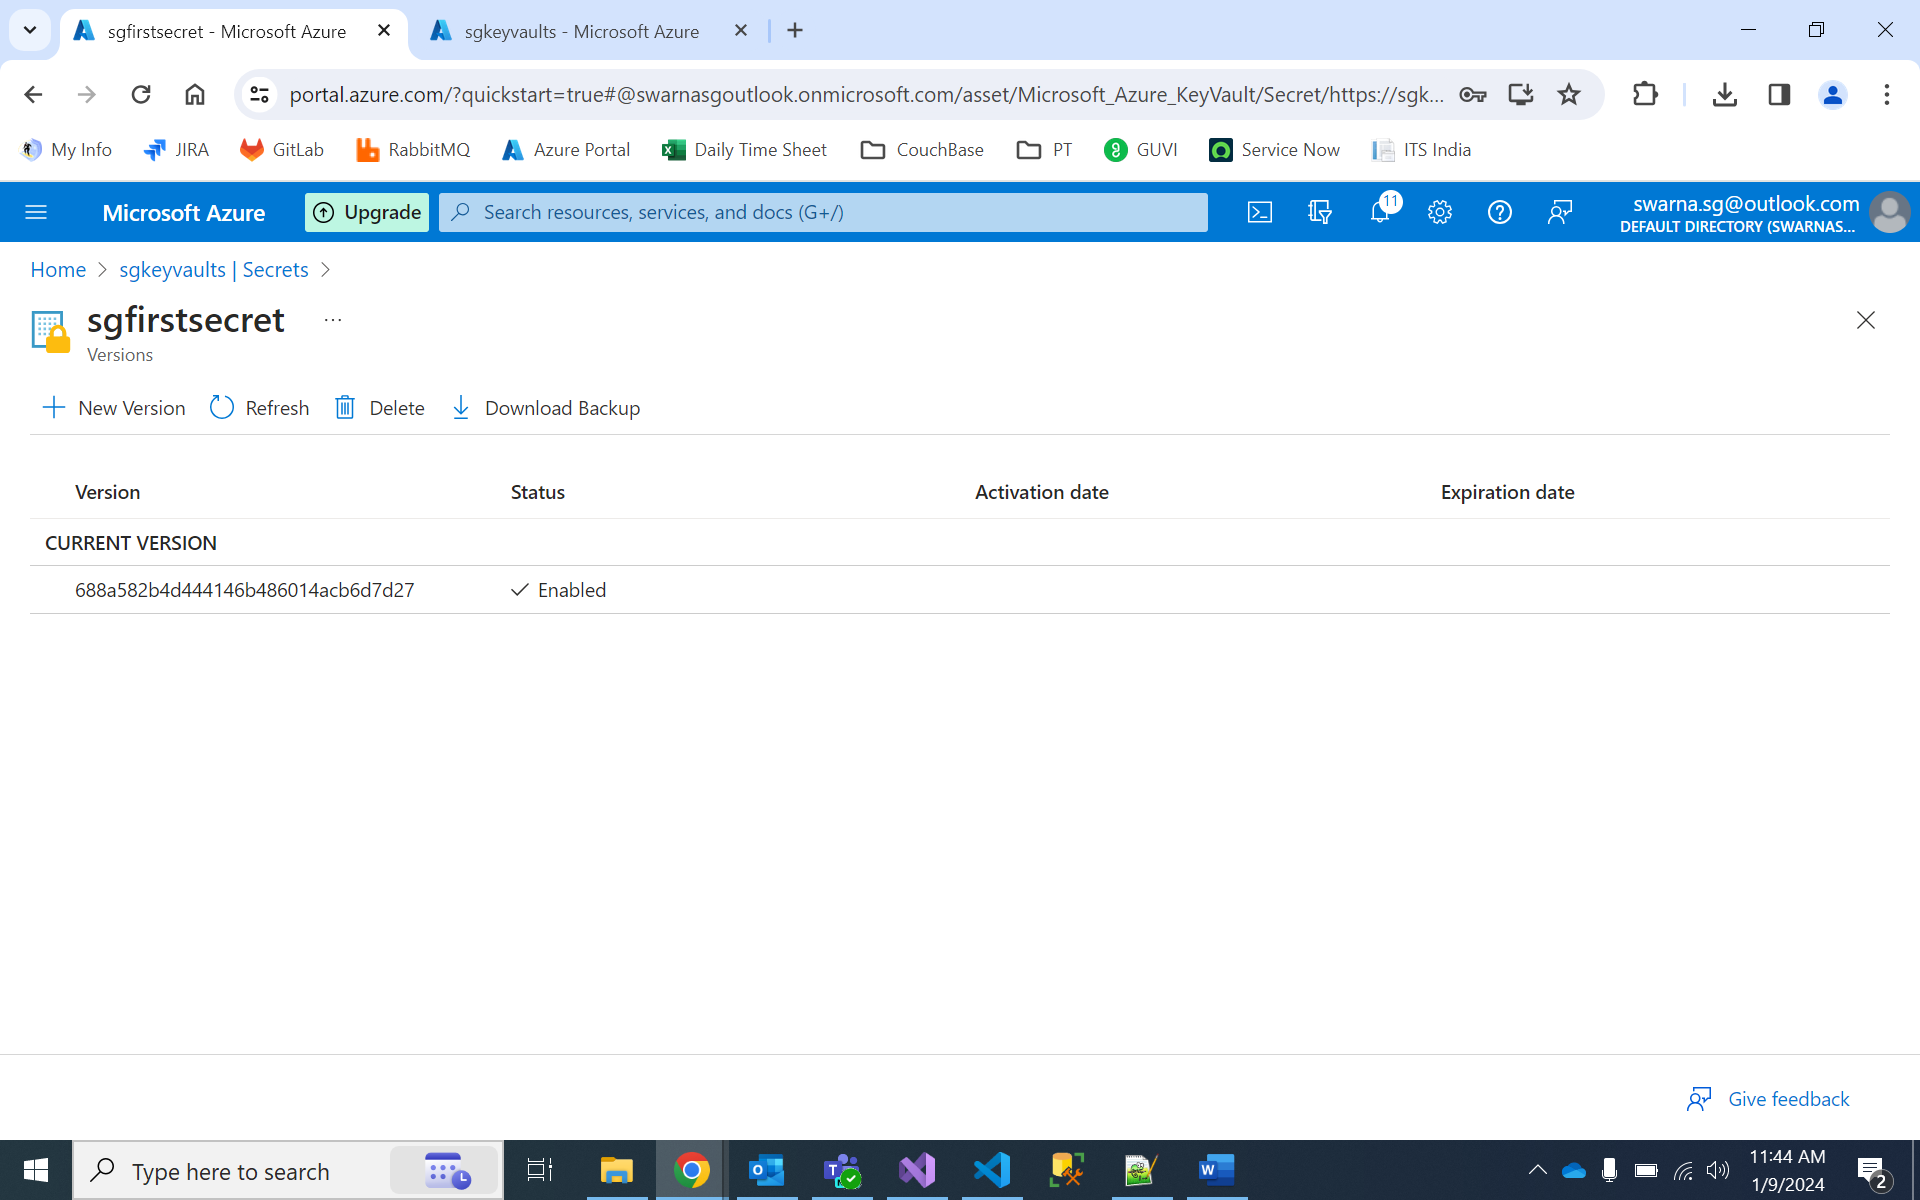 sgfirstsecret - Microsoft Azure
sgkeyvaults - Microsoft Azure
portal.azure.com/?quickstart=true#@swarnasgoutlook.onmicrosoft.com/asset/Microsoft_Azure_KeyVault/Secret/https://sgk...
My Info
JIRA
GitLab
RabbitMQ
Azure Portal
Daily Time Sheet
CouchBase
PT
GUVI
Service Now
ITS India
Microsoft Azure
Upgrade
Search resources, services, and docs (G+/)
11
swarna.sg@outlook.com
DEFAULT DIRECTORY (SWARNAS...
Home > sgkeyvaults | Secrets >
sgfirstsecret ...
Versions
New Version
Refresh
Delete
Download Backup
Version Status Activation date Expiration date
CURRENT VERSION
688a582b4d444146b486014acb6d7d27 Enabled
Give feedback
Type here to search
11:44 AM
1/9/2024
2